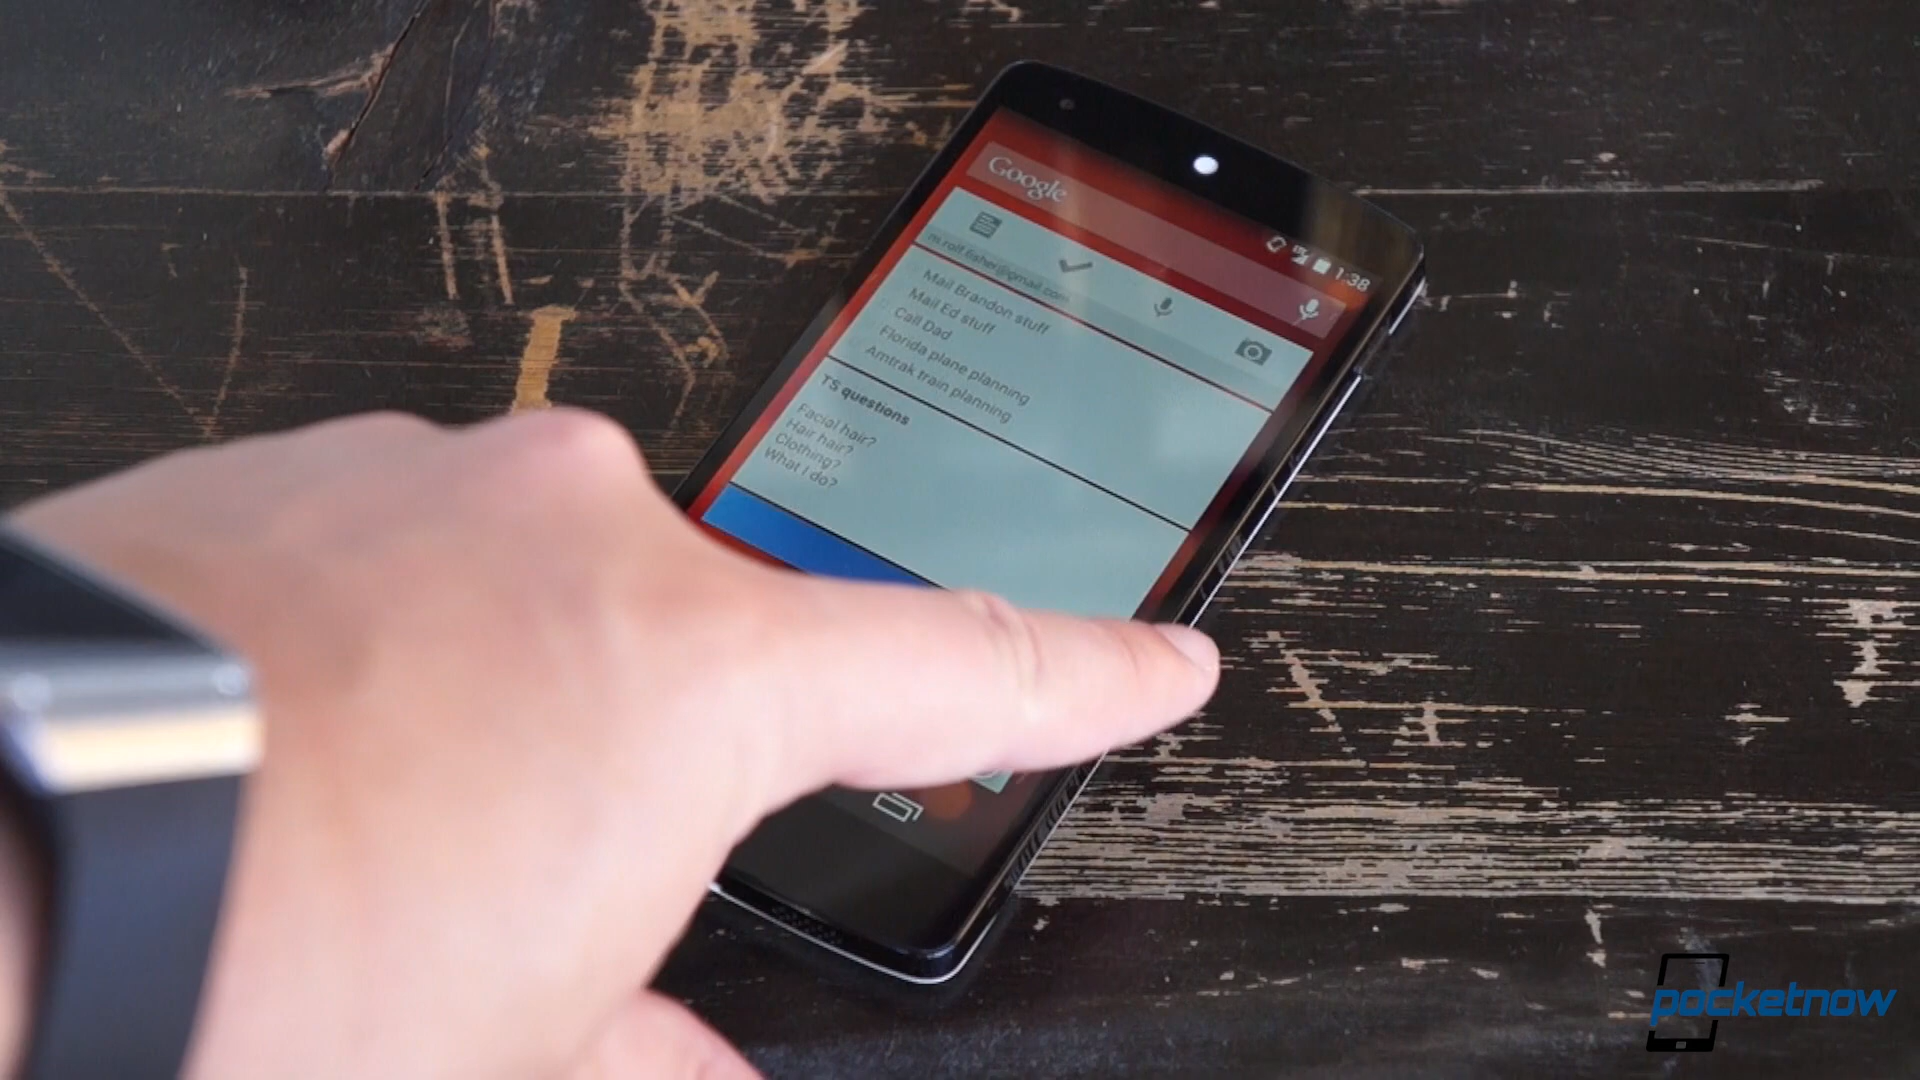 1:38
Google
m.rolf.fisher@gmail.com
Mail Brandon stuff
Mail Ed stuff
Call Dad
Florida plane planning
Amtrak train planning
TS questions
Facial hair?
Hair hair?
Clothing?
What I do?
pocketnow